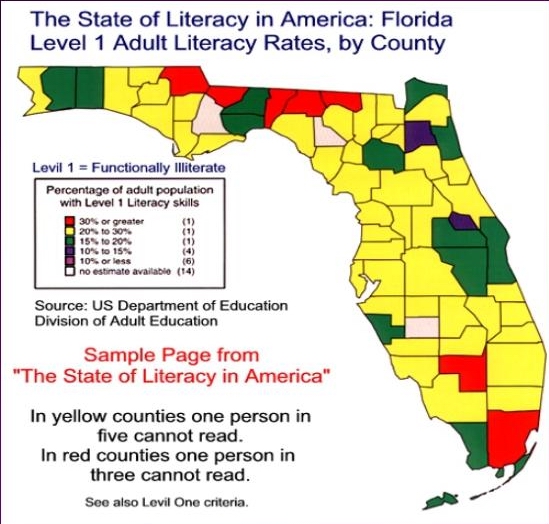 The State of Literacy in America: Florida
Level 1 Adult Literacy Rates, by County
Levil 1 = Functionally Illiterate
Percentage of adult population
with Level 1 Literacy skills
30% or greater (1)
20% to 30% (1)
15% to 20% (1)
10% to 15% (4)
10% or less (6)
no estimate available (14)
Source: US Department of Education
Division of Adult Education
Sample Page from
"The State of Literacy in America"
In yellow counties one person in
five cannot read.
In red counties one person in
three cannot read.
See also Levil One criteria.